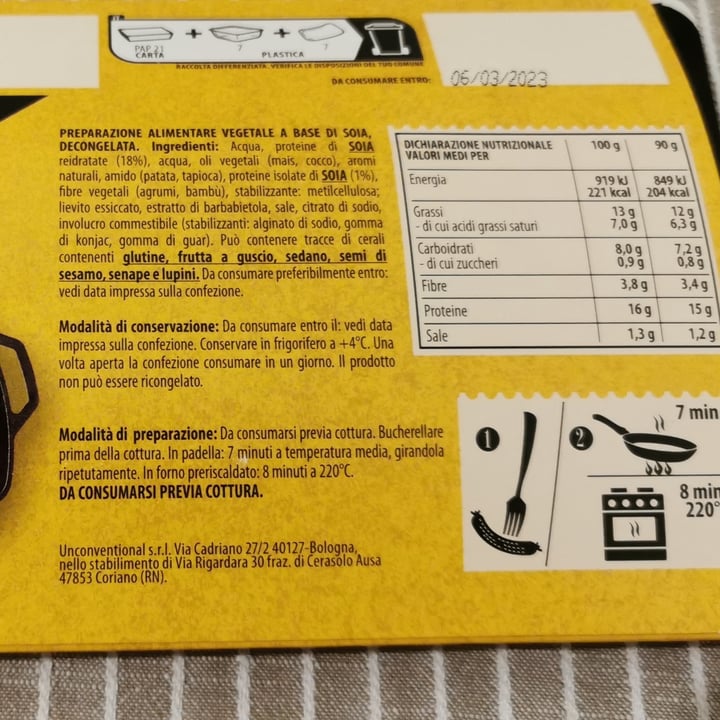 PAP 21
CARTA
7
7
PLASTICA
RACCOLTA DIFFERENZIATA. VERIFICA LE DISPOSIZIONI DEL TUO COMUNE
DA CONSUMARE ENTRO: 06/03/2023
PREPARAZIONE ALIMENTARE VEGETALE A BASE DI SOIA,
DECONGELATA. Ingredienti: Acqua, proteine di SOIA
reidratate (18%), acqua, oli vegetali (mais, cocco), aromi
naturali, amido (patata, tapioca), proteine isolate di SOIA (1%),
fibre vegetali (agrumi, bambù), stabilizzante: metilcellulosa;
lievito essiccato, estratto di barbabietola, sale, citrato di sodio,
involucro commestibile (stabilizzanti: alginato di sodio, gomma
di konjac, gomma di guar). Può contenere tracce di cerali
contenenti glutine, frutta a guscio, sedano, semi di
sesamo, senape e lupini. Da consumare preferibilmente entro:
vedi data impressa sulla confezione.
Modalità di conservazione: Da consumare entro il: vedi data
impressa sulla confezione. Conservare in frigorifero a +4°C. Una
volta aperta la confezione consumare in un giorno. Il prodotto
non può essere ricongelato.
Modalità di preparazione: Da consumarsi previa cottura. Bucherellare
prima della cottura. In padella: 7 minuti a temperatura media, girandola
ripetutamente. In forno preriscaldato: 8 minuti a 220°C.
DA CONSUMARSI PREVIA COTTURA.
Unconventional s.r.l. Via Cadriano 27/2 40127-Bologna,
nello stabilimento di Via Rigardara 30 fraz. di Cerasolo Ausa
47853 Coriano (RN).
DICHIARAZIONE NUTRIZIONALE 100 g 90 g
VALORI MEDI PER
Energia 919 kJ 849 kJ
221 kcal 204 kcal
Grassi 13 g 12 g
- di cui acidi grassi saturi 7,0 g 6,3 g
Carboidrati 8,0 g 7,2 g
- di cui zuccheri 0,9 g 0,8 g
Fibre 3,8 g 3,4 g
Proteine 16 g 15 g
Sale 1,3 g 1,2 g
1
2
7 min
8 min
220°